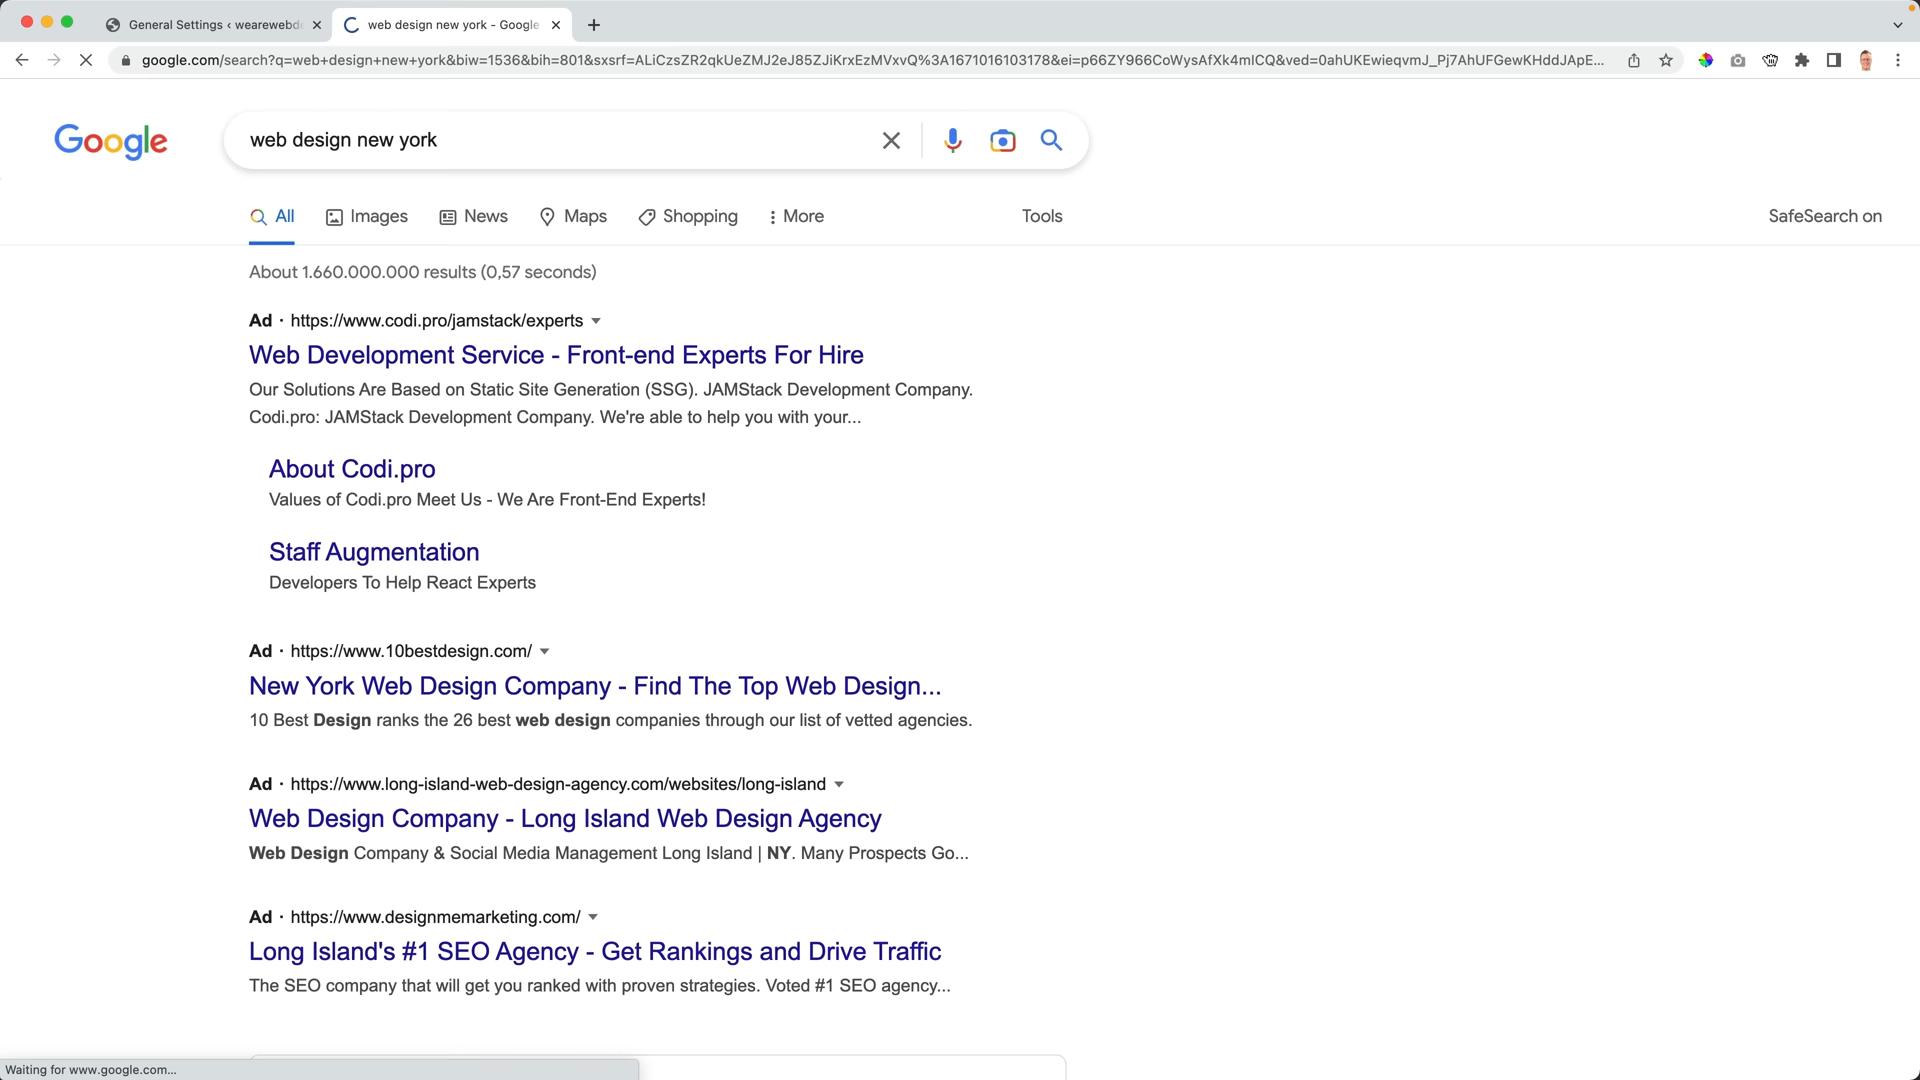 General Settings ‹ wearewebde
web design new york - Google
google.com/search?q=web+design+new+york&biw=1536&bih=801&sxsrf=ALiCzsZR2qkUeZMJ2eJ85ZJiKrxEzMVxvQ%3A1671016103178&ei=p66ZY966CoWysAfXk4mICQ&ved=0ahUKEwieqvmJ_Pj7AhUFGewKHddJApE...
Google
web design new york
All
Images
News
Maps
Shopping
More
Tools
SafeSearch on
About 1.660.000.000 results (0,57 seconds)
Ad · https://www.codi.pro/jamstack/experts
Web Development Service - Front-end Experts For Hire
Our Solutions Are Based on Static Site Generation (SSG). JAMStack Development Company.
Codi.pro: JAMStack Development Company. We're able to help you with your...
About Codi.pro
Values of Codi.pro Meet Us - We Are Front-End Experts!
Staff Augmentation
Developers To Help React Experts
Ad · https://www.10bestdesign.com/
New York Web Design Company - Find The Top Web Design...
10 Best Design ranks the 26 best web design companies through our list of vetted agencies.
Ad · https://www.long-island-web-design-agency.com/websites/long-island
Web Design Company - Long Island Web Design Agency
Web Design Company & Social Media Management Long Island | NY. Many Prospects Go...
Ad · https://www.designmemarketing.com/
Long Island's #1 SEO Agency - Get Rankings and Drive Traffic
The SEO company that will get you ranked with proven strategies. Voted #1 SEO agency...
Waiting for www.google.com...